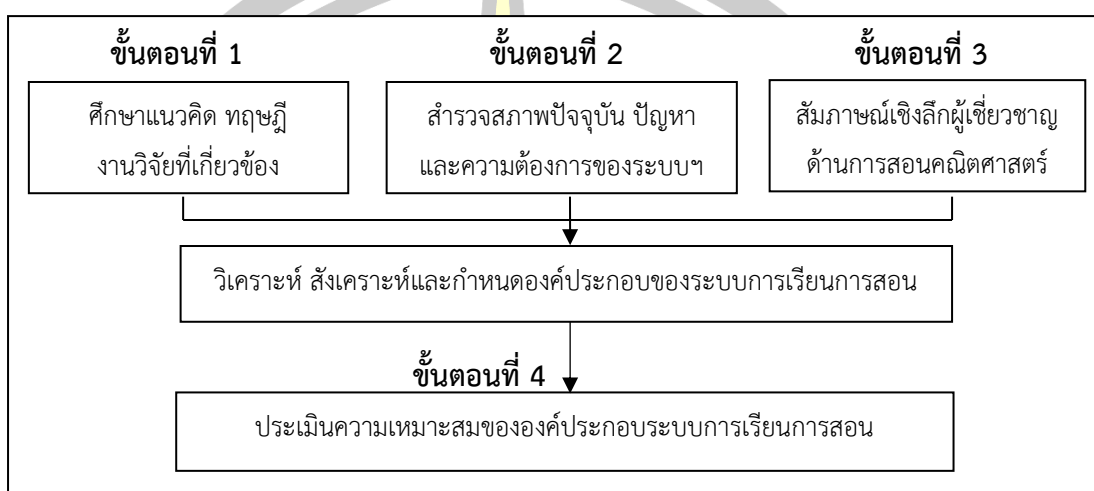 ขั้นตอนที่ 1
ศึกษาแนวคิด ทฤษฎี
งานวิจัยที่เกี่ยวข้อง
ขั้นตอนที่ 2
สำรวจสภาพปัจจุบัน ปัญหา
และความต้องการของระบบฯ
ขั้นตอนที่ 3
สัมภาษณ์เชิงลึกผู้เชี่ยวชาญ
ด้านการสอนคณิตศาสตร์
วิเคราะห์ สังเคราะห์และกำหนดองค์ประกอบของระบบการเรียนการสอน
ขั้นตอนที่ 4
ประเมินความเหมาะสมขององค์ประกอบระบบการเรียนการสอน